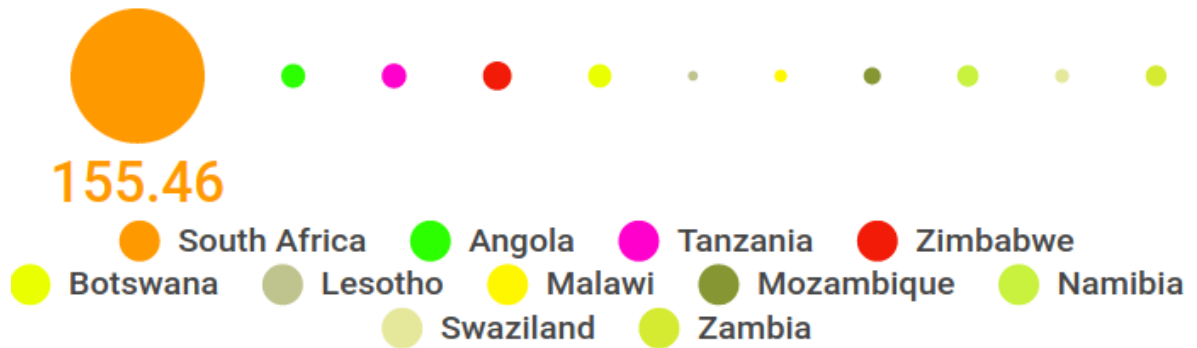 155.46
South Africa Angola Tanzania Zimbabwe
Botswana Lesotho Malawi Mozambique Namibia
Swaziland Zambia